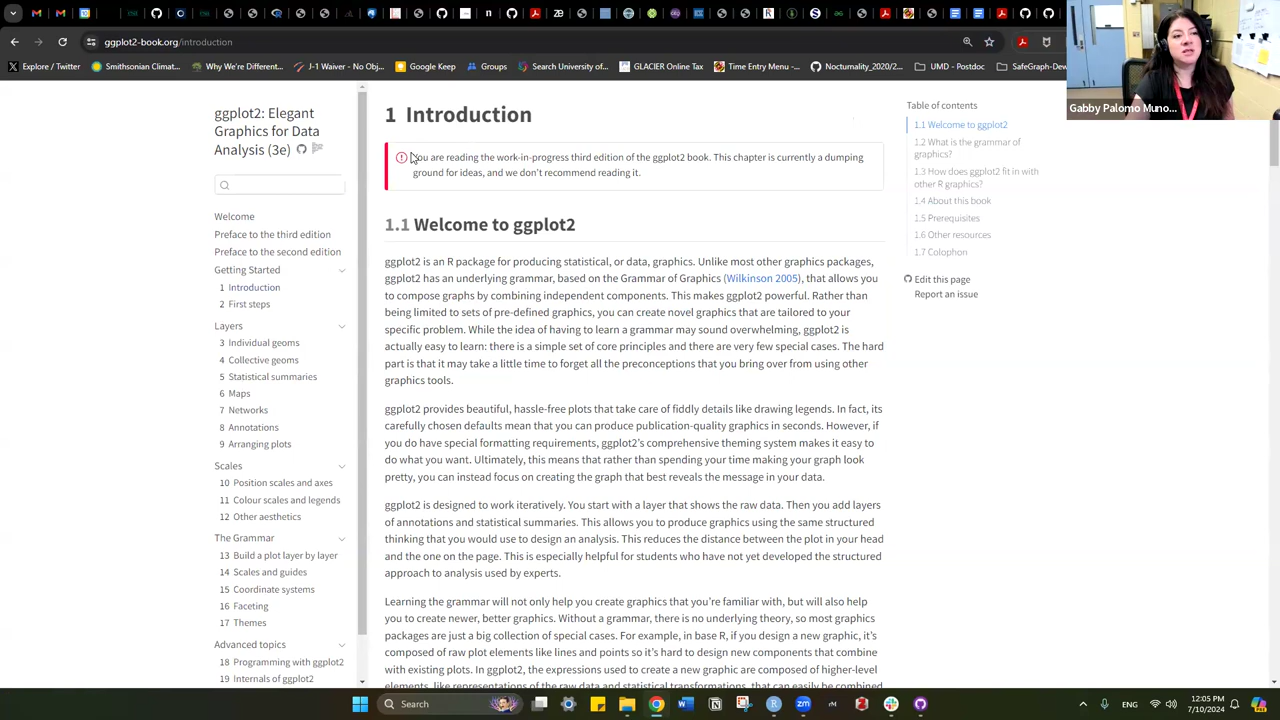 ggplot2-book.org/introduction
Explore / Twitter
Smithsonian Climat...
Why We're Different...
J-1 Waiver - No Obj...
Google Keep
Connections, Group...
Search University of...
GLACIER Online Tax
Time Entry Menu -...
Nocturnality_2020/2...
UMD - Postdoc
SafeGraph-Dewey
Gabby Palomo Muno...
ggplot2: Elegant
Graphics for Data
Analysis (3e)
Welcome
Preface to the third edition
Preface to the second edition
Getting Started
1 Introduction
2 First steps
Layers
3 Individual geoms
4 Collective geoms
5 Statistical summaries
6 Maps
7 Networks
8 Annotations
9 Arranging plots
Scales
10 Position scales and axes
11 Colour scales and legends
12 Other aesthetics
The Grammar
13 Build a plot layer by layer
14 Scales and guides
15 Coordinate systems
16 Faceting
17 Themes
Advanced topics
18 Programming with ggplot2
19 Internals of ggplot2
1 Introduction
You are reading the work-in-progress third edition of the ggplot2 book. This chapter is currently a dumping
ground for ideas, and we don't recommend reading it.
1.1 Welcome to ggplot2
ggplot2 is an R package for producing statistical, or data, graphics. Unlike most other graphics packages,
ggplot2 has an underlying grammar, based on the Grammar of Graphics (Wilkinson 2005), that allows you
to compose graphs by combining independent components. This makes ggplot2 powerful. Rather than
being limited to sets of pre-defined graphics, you can create novel graphics that are tailored to your
specific problem. While the idea of having to learn a grammar may sound overwhelming, ggplot2 is
actually easy to learn: there is a simple set of core principles and there are very few special cases. The hard
part is that it may take a little time to forget all the preconceptions that you bring over from using other
graphics tools.
ggplot2 provides beautiful, hassle-free plots that take care of fiddly details like drawing legends. In fact, its
carefully chosen defaults mean that you can produce publication-quality graphics in seconds. However, if
you do have special formatting requirements, ggplot2's comprehensive theming system makes it easy to
do what you want. Ultimately, this means that rather than spending your time making your graph look
pretty, you can instead focus on creating the graph that best reveals the message in your data.
ggplot2 is designed to work iteratively. You start with a layer that shows the raw data. Then you add layers
of annotations and statistical summaries. This allows you to produce graphics using the same structured
thinking that you would use to design an analysis. This reduces the distance between the plot in your head
and the one on the page. This is especially helpful for students who have not yet developed the structured
approach to analysis used by experts.
Learning the grammar will not only help you create graphics that you're familiar with, but will also help
you to create newer, better graphics. Without a grammar, there is no underlying theory, so most graphics
packages are just a big collection of special cases. For example, in base R, if you design a new graphic, it's
composed of raw plot elements like lines and points so it's hard to design new components that combine
with existing plots. In ggplot2, the expressions used to create a new graphic are composed of higher-level
elements, like representations of the raw data and statistical transformations, that can easily be combined
Table of contents
1.1 Welcome to ggplot2
1.2 What is the grammar of
graphics?
1.3 How does ggplot2 fit in with
other R graphics?
1.4 About this book
1.5 Prerequisites
1.6 Other resources
1.7 Colophon
Edit this page
Report an issue
Search
ENG
12:05 PM
7/10/2024